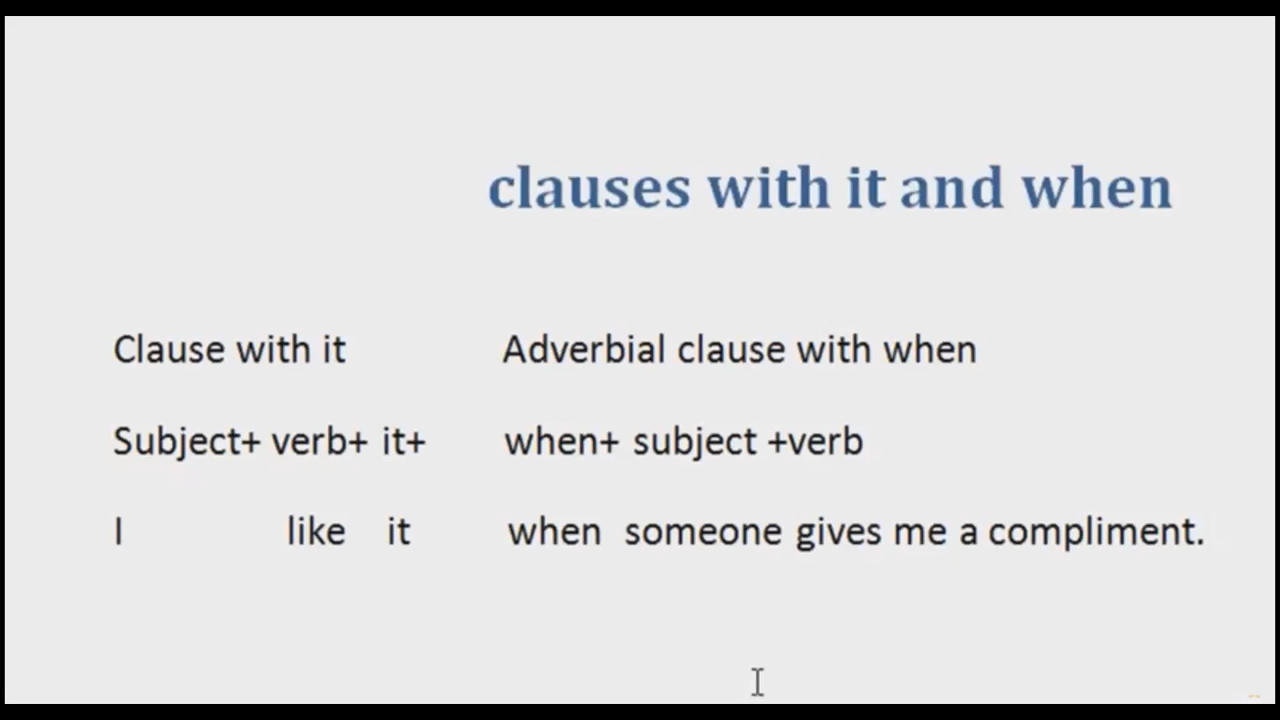 clauses with it and when
Clause with it Adverbial clause with when
Subject+ verb+ it+ when+ subject +verb
I like it when someone gives me a compliment.